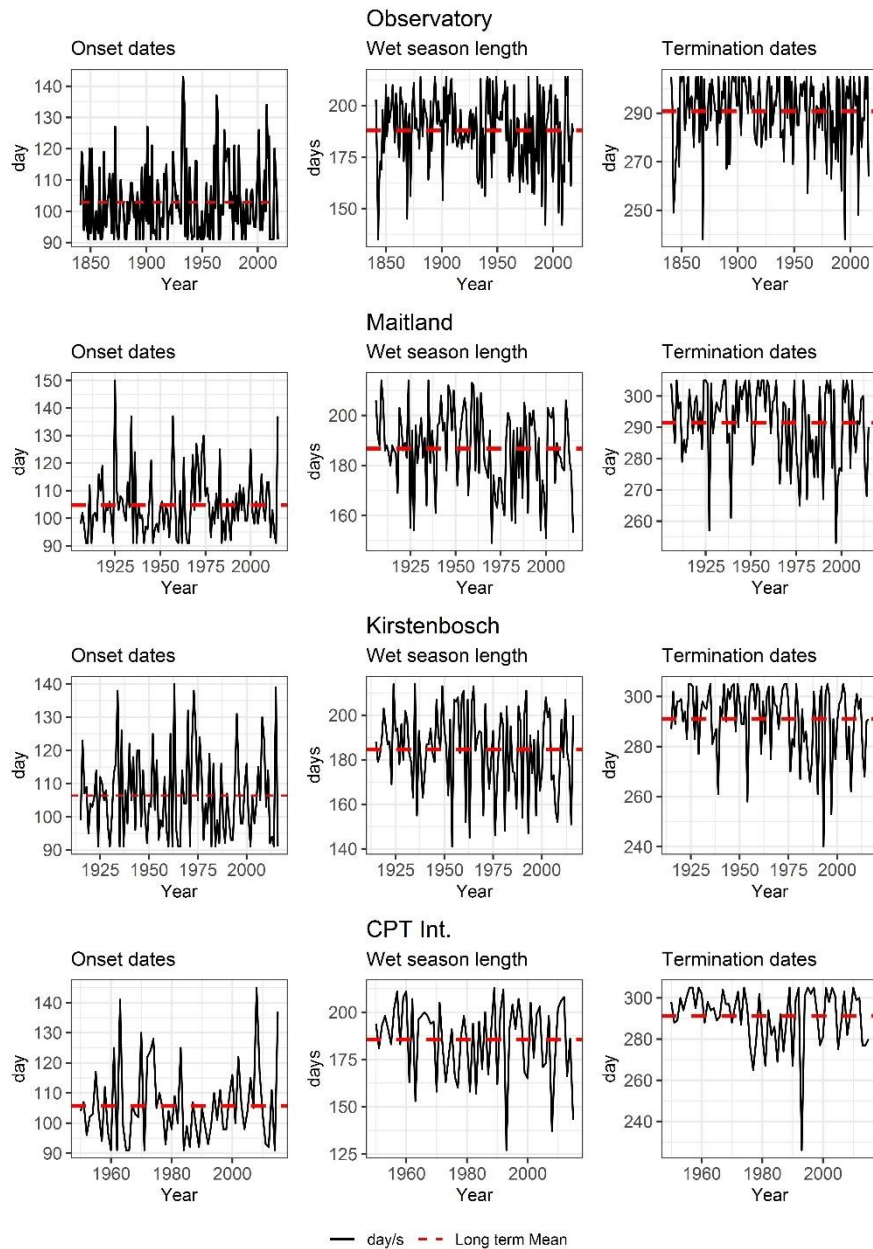 Observatory
Onset dates
Wet season length
Termination dates
140
130
120
110
100
90
day
1850 1900 1950 2000
Year
200
175
150
days
1850 1900 1950 2000
Year
290
270
250
day
1850 1900 1950 2000
Year
Maitland
Onset dates
Wet season length
Termination dates
150
140
130
120
110
100
90
day
1925 1950 1975 2000
Year
200
180
160
days
1925 1950 1975 2000
Year
300
290
280
270
260
day
1925 1950 1975 2000
Year
Kirstenbosch
Onset dates
Wet season length
Termination dates
140
130
120
110
100
90
day
1925 1950 1975 2000
Year
200
180
160
140
days
1925 1950 1975 2000
Year
300
280
260
240
day
1925 1950 1975 2000
Year
CPT Int.
Onset dates
Wet season length
Termination dates
140
130
120
110
100
90
day
1960 1980 2000
Year
200
175
150
125
days
1960 1980 2000
Year
300
280
260
240
day
1960 1980 2000
Year
day/s Long term Mean